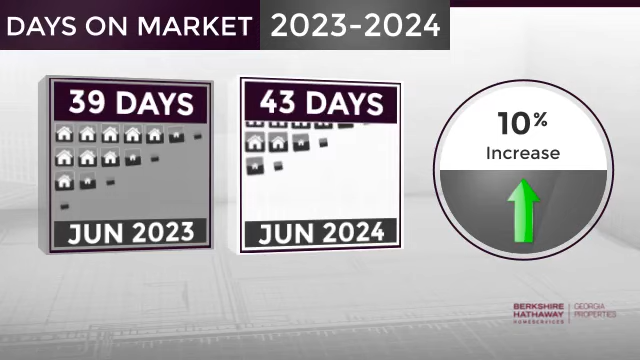 DAYS ON MARKET 2023-2024
39 DAYS
JUN 2023
43 DAYS
JUN 2024
10%
Increase
BERKSHIRE
HATHAWAY
HOMESERVICES
GEORGIA
PROPERTIES